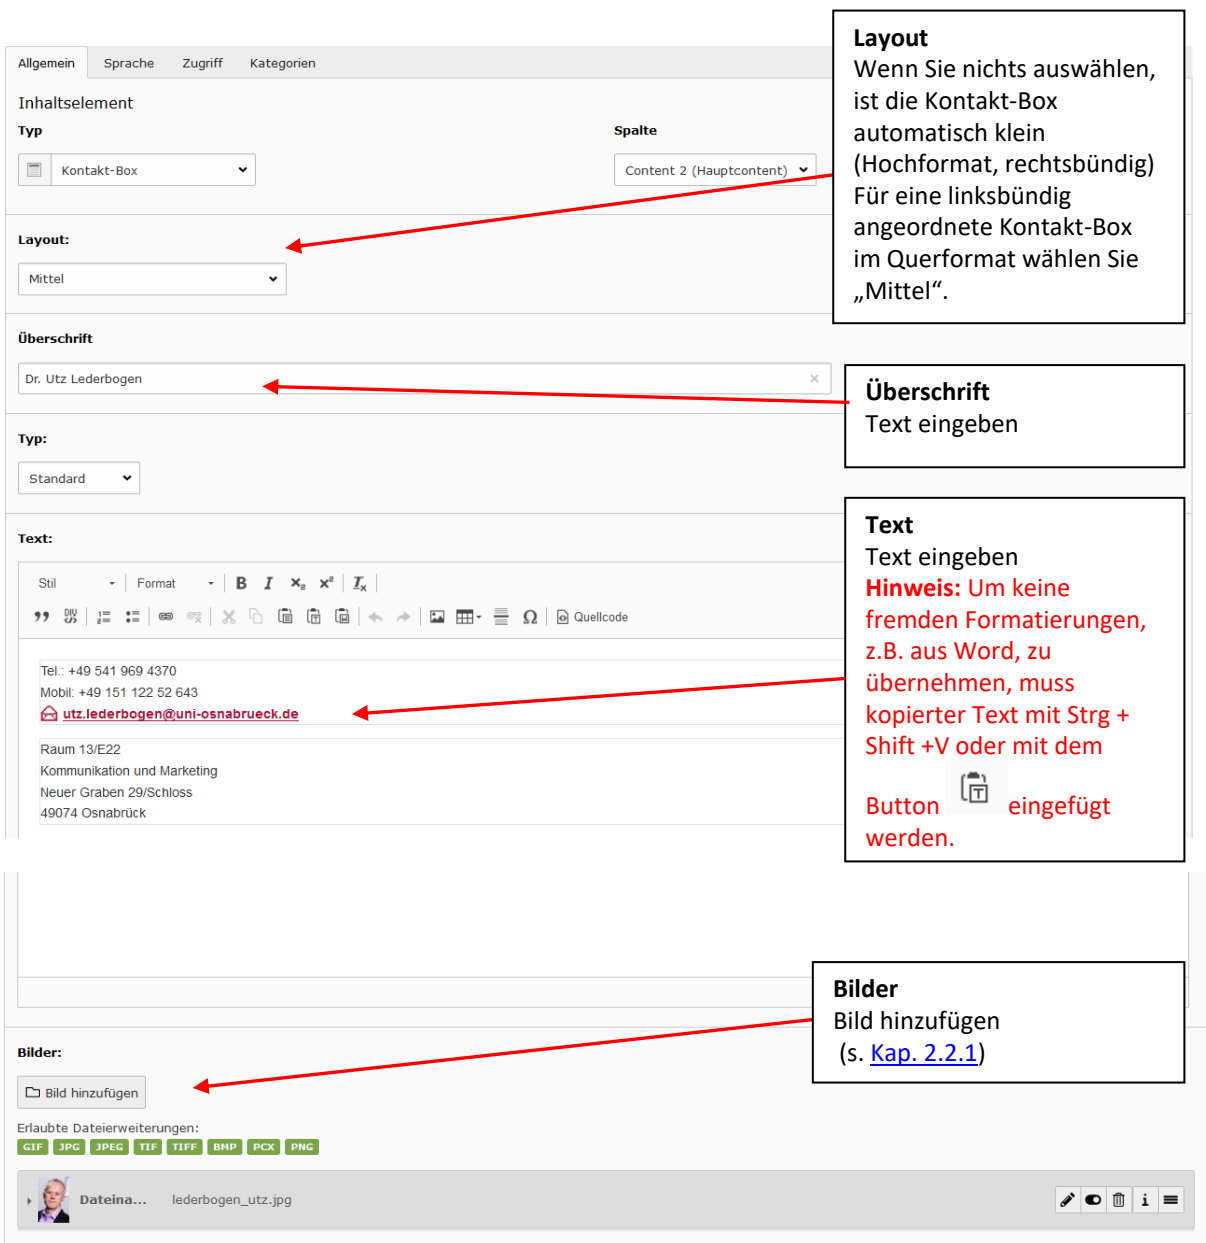 Allgemein Sprache Zugriff Kategorien
Inhaltselement
Typ
Spalte
Kontakt-Box
Content 2 (Hauptcontent)
Layout
Wenn Sie nichts auswählen,
ist die Kontakt-Box
automatisch klein
(Hochformat, rechtsbündig)
Für eine linksbündig
angeordnete Kontakt-Box
im Querformat wählen Sie
„Mittel“.
Layout:
Mittel
Überschrift
Dr. Utz Lederbogen
Überschrift
Text eingeben
Typ:
Standard
Text:
Stil Format B I x₂ x² Tx
DIV Ω Quellcode
Tel.: +49 541 969 4370
Mobil: +49 151 122 52 643
utz.lederbogen@uni-osnabrueck.de
Raum 13/E22
Kommunikation und Marketing
Neuer Graben 29/Schloss
49074 Osnabrück
Text
Text eingeben
Hinweis: Um keine
fremden Formatierungen,
z.B. aus Word, zu
übernehmen, muss
kopierter Text mit Strg +
Shift +V oder mit dem
Button eingefügt
werden.
Bilder
Bild hinzufügen
(s. Kap. 2.2.1)
Bilder:
Bild hinzufügen
Erlaubte Dateierweiterungen:
GIF JPG JPEG TIF TIFF BMP PCX PNG
Dateina... lederbogen_utz.jpg